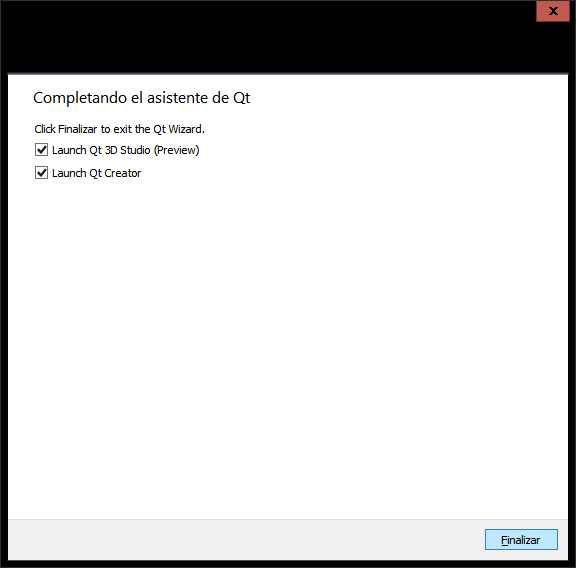 Completando el asistente de Qt
Click Finalizar to exit the Qt Wizard.
Launch Qt 3D Studio (Preview)
Launch Qt Creator
Finalizar